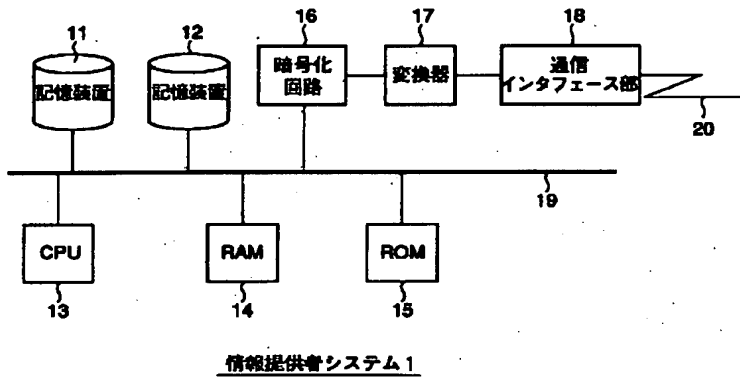 11
12
16
17
18
記憶装置
記憶装置
暗号化
回路
変換器
通信
インタフェース部
20
19
CPU
RAM
ROM
13
14
15
情報提供者システム1